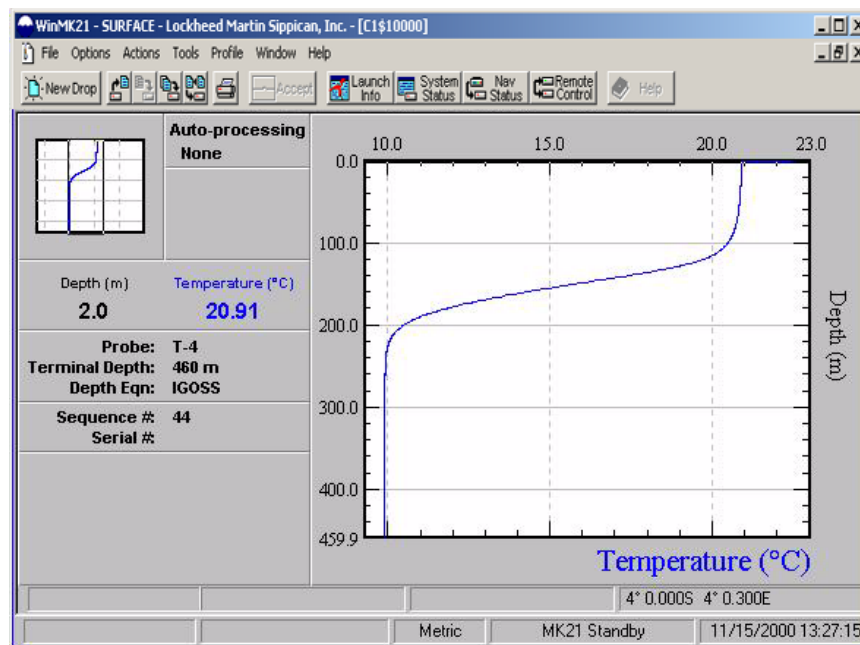 WinMK21 - SURFACE - Lockheed Martin Sippican, Inc. - [C1$10000]
File Options Actions Tools Profile Window Help
New Drop Accept Launch Info System Status Nav Status Remote Control Help
Auto-processing
None
Depth (m) Temperature (°C)
2.0 20.91
Probe: T-4
Terminal Depth: 460 m
Depth Eqn: IGOSS
Sequence #: 44
Serial #:
10.0 15.0 20.0 23.0
0.0
100.0
200.0
300.0
400.0
459.9
Depth (m)
Temperature (°C)
4° 0.000S 4° 0.300E
Metric MK21 Standby 11/15/2000 13:27:15